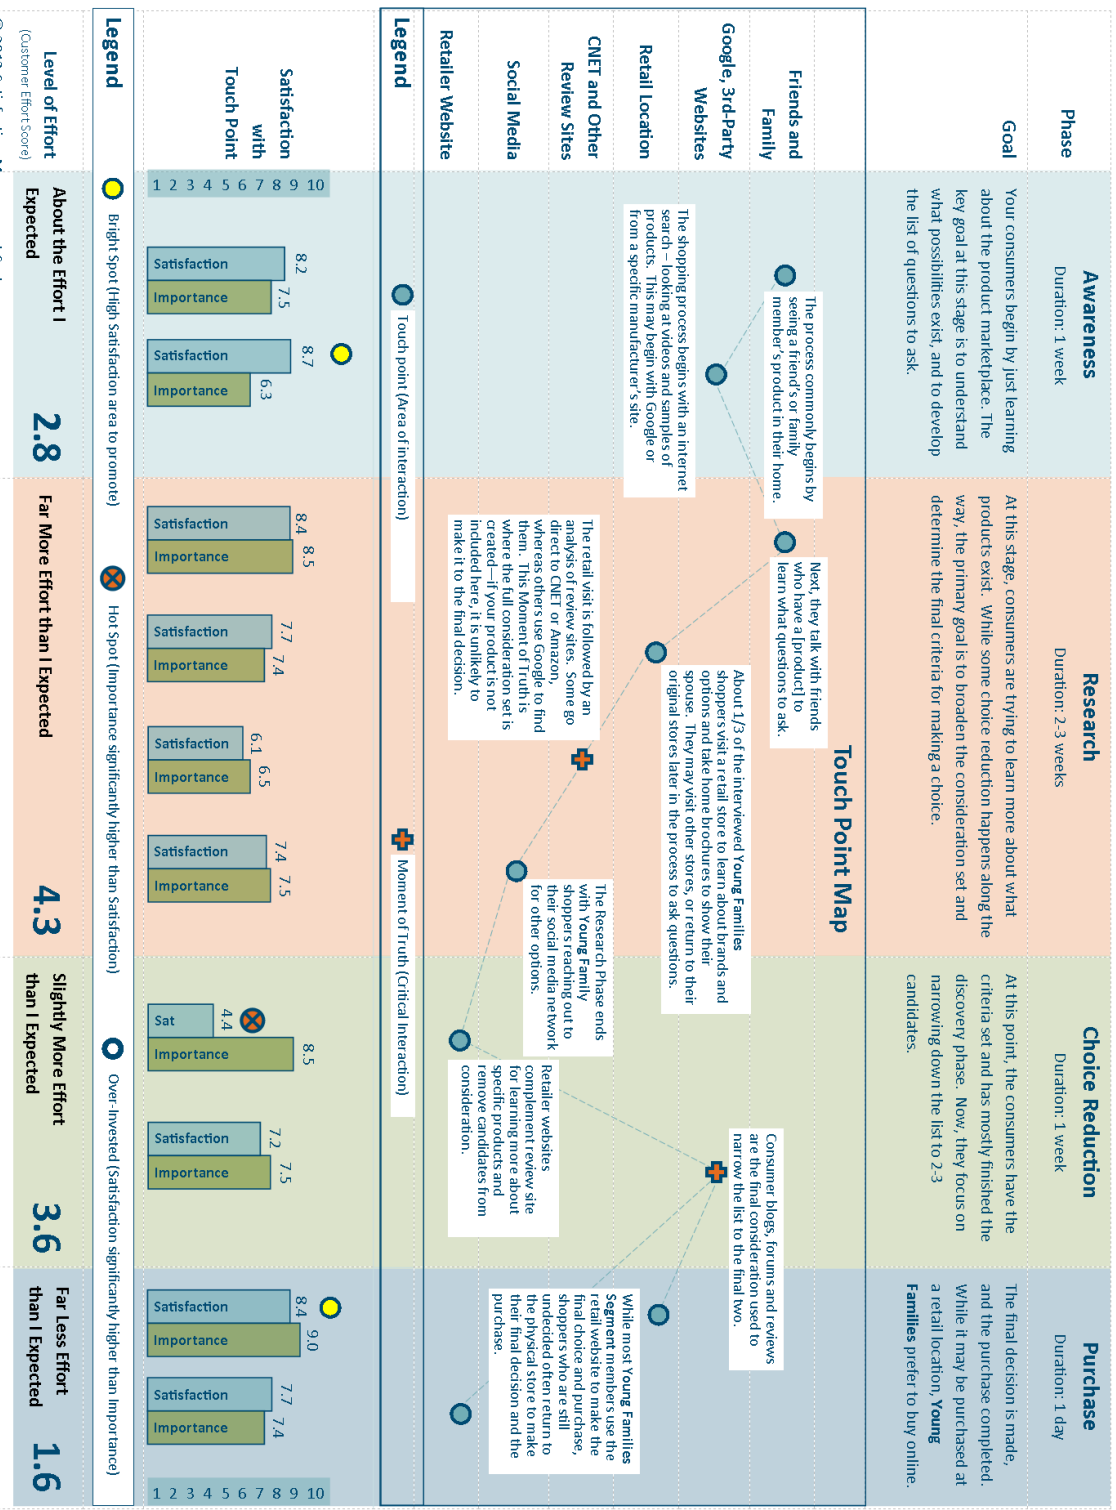 Phase
Awareness
Duration: 1 week
Research
Duration: 2-3 weeks
Choice Reduction
Duration: 1 week
Purchase
Duration: 1 day
Goal
Your consumers begin by just learning
about the product marketplace. The
key goal at this stage is to understand
what possibilities exist, and to develop
the list of questions to ask.
At this stage, consumers are trying to learn more about what
products exist. While some choice reduction happens along the
way, the primary goal is to broaden the consideration set and
determine the final criteria for making a choice.
At this point, the consumers have the
criteria set and has mostly finished the
discovery phase. Now, they focus on
narrowing down the list to 2-3
candidates.
The final decision is made,
and the purchase completed.
While it may be purchased at
a retail location, Young
Families prefer to buy online.
Touch Point Map
Friends and
Family
Google, 3rd-Party
Websites
Retail Location
CNET and Other
Review Sites
Social Media
Retailer Website
The process commonly begins by
seeing a friend's or family
member's product in their home.
The shopping process begins with an internet
search – looking at videos and samples of
products. This may begin with Google or
from a specific manufacturer's site.
Next, they talk with friends
who have a [product] to
learn what questions to ask.
About 1/3 of the interviewed Young Families
shoppers visit a retail store to learn about brands and
options and take home brochures to show their
spouse. They may visit other stores, or return to their
original stores later in the process to ask questions.
The retail visit is followed by an
analysis of review sites. Some go
direct to CNET or Amazon,
whereas others use Google to find
them. This Moment of Truth is
where the full consideration set is
created—if your product is not
included here, it is unlikely to
make it to the final decision.
The Research Phase ends
with Young Family
shoppers reaching out to
their social media network
for other options.
Retailer websites
complement review site
for learning more about
specific products and
remove candidates from
consideration.
Consumer blogs, forums and reviews
are the final consideration used to
narrow the list to the final two.
While most Young Families
Segment members use the
retail website to make the
final choice and purchase,
shoppers who are still
undecided often return to
the physical store to make
their final decision and the
purchase.
Legend
Touch point (Area of interaction)
Moment of Truth (Critical Interaction)
Satisfaction
with
Touch Point
10
9
8
7
6
5
4
3
2
1
8.2
Satisfaction
7.5
Importance
8.7
Satisfaction
6.3
Importance
8.4
Satisfaction
8.5
Importance
7.7
Satisfaction
7.4
Importance
6.1
Satisfaction
6.5
Importance
7.4
Satisfaction
7.5
Importance
4.4
Sat
8.5
Importance
7.2
Satisfaction
7.5
Importance
8.4
Satisfaction
9.0
Importance
7.7
Satisfaction
7.4
Importance
10
9
8
7
6
5
4
3
2
1
Legend
Bright Spot (High Satisfaction area to promote)
Hot Spot (Importance significantly higher than Satisfaction)
Over-Invested (Satisfaction significantly higher than Importance)
Level of Effort
(Customer Effort Score)
About the Effort I
Expected
2.8
Far More Effort than I Expected
4.3
Slightly More Effort
than I Expected
3.6
Far Less Effort
than I Expected
1.6